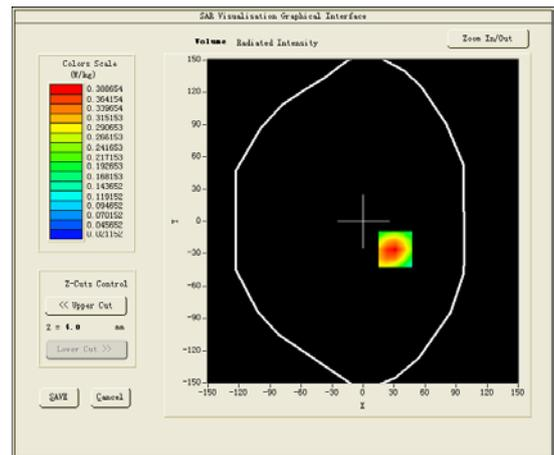 SAR Visualisation Graphical Interface
Volume Radiated Intensity
Zoom In/Out
Colors Scale
(W/kg)
0.388654
0.364154
0.339654
0.315153
0.290653
0.266153
0.241653
0.217153
0.192653
0.168153
0.143652
0.119152
0.094652
0.070152
0.045652
0.021152
150
120
90
60
30
0
-30
-60
-90
-120
-150
Y
-150 -120 -90 -60 -30 0 30 60 90 120 150
X
Z-Cuts Control
<< Upper Cut
Z = 4.0 mm
Lower Cut >>
SAVE Cancel